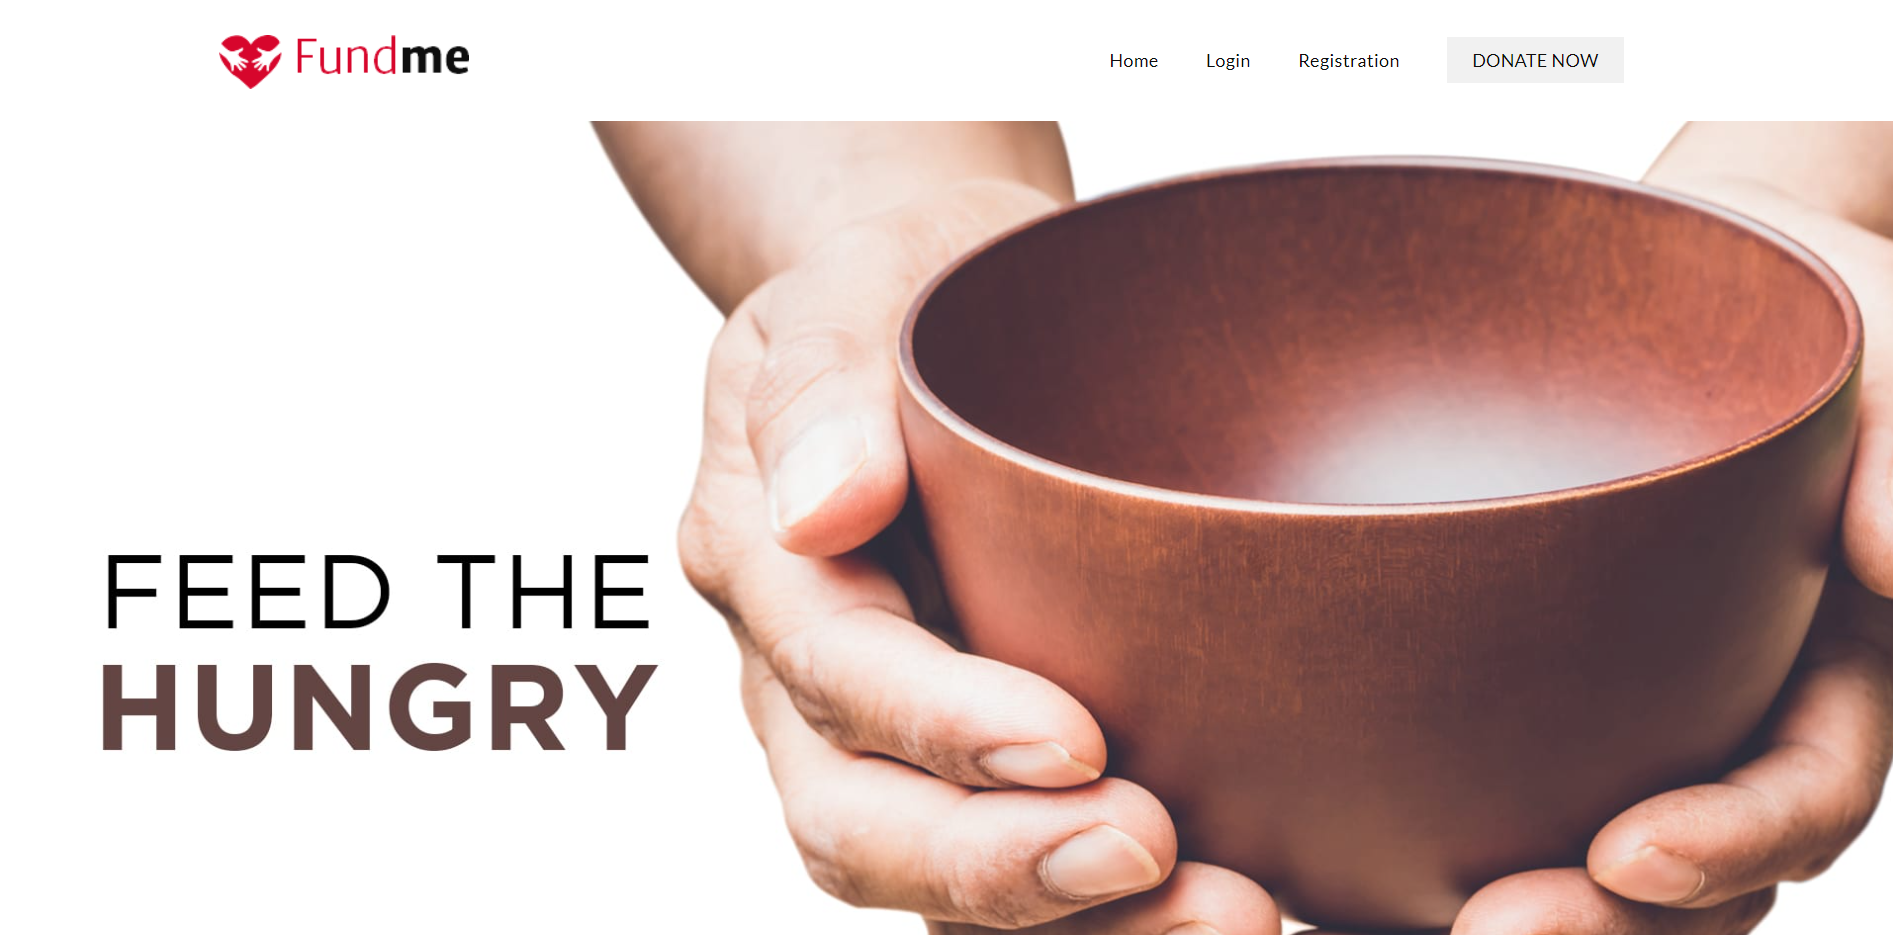 Fundme
Home Login Registration DONATE NOW
FEED THE
HUNGRY